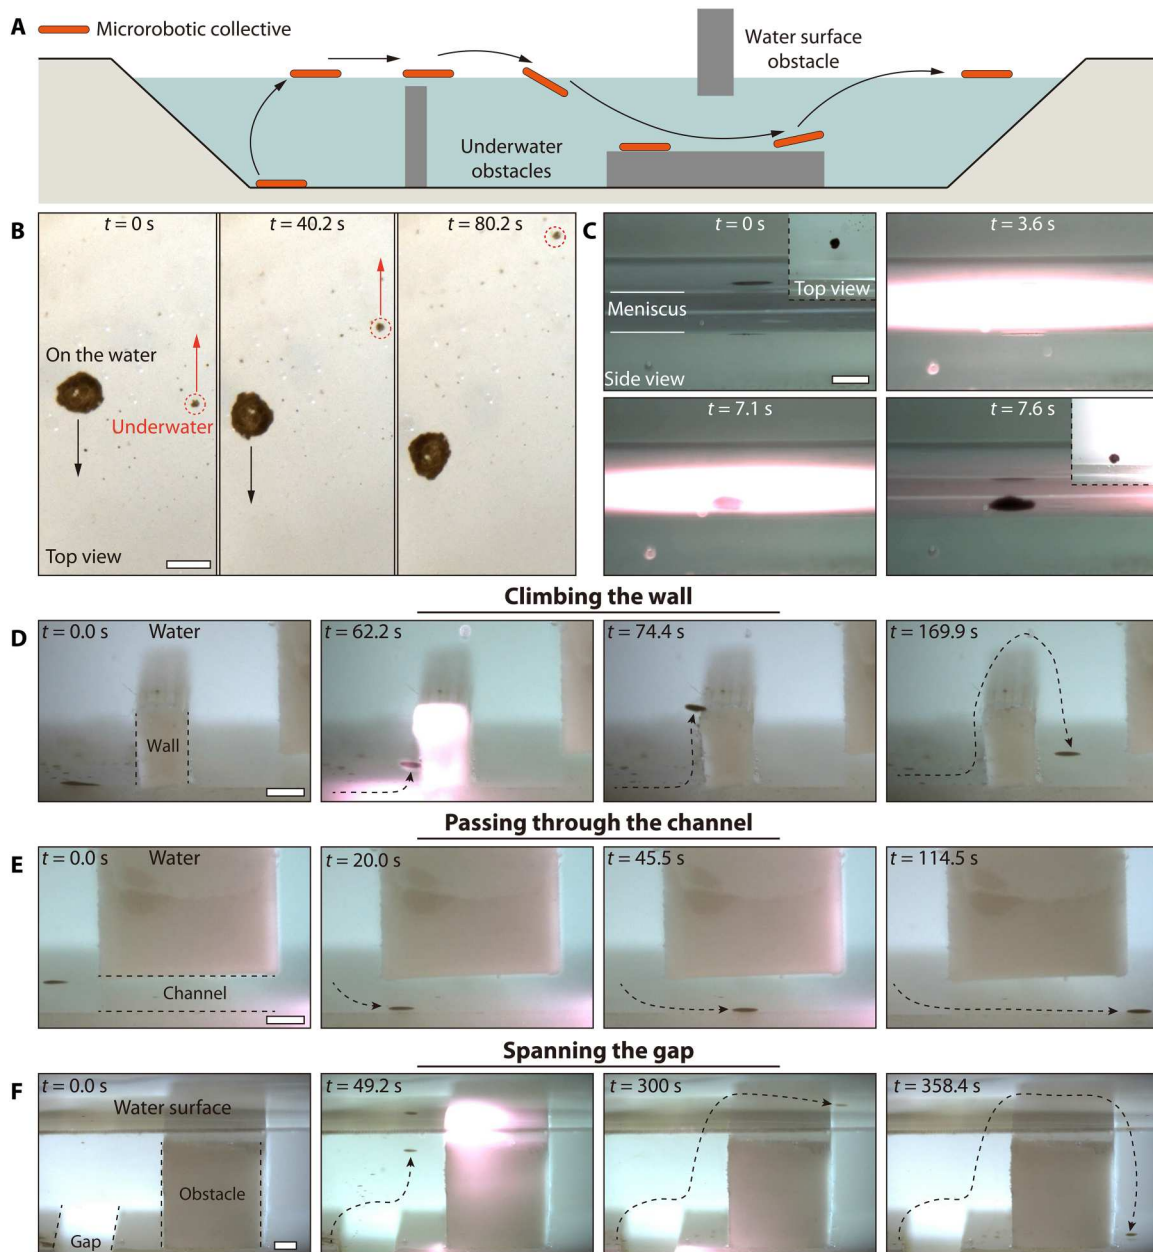 A
Microrobotic collective
Water surface
obstacle
Underwater
obstacles
B
t = 0 s
t = 40.2 s
t = 80.2 s
On the water
Underwater
Top view
C
t = 0 s
t = 3.6 s
Top view
Meniscus
Side view
t = 7.1 s
t = 7.6 s
Climbing the wall
D
t = 0.0 s
Water
t = 62.2 s
t = 74.4 s
t = 169.9 s
Wall
Passing through the channel
E
t = 0.0 s
Water
t = 20.0 s
t = 45.5 s
t = 114.5 s
Channel
Spanning the gap
F
t = 0.0 s
t = 49.2 s
t = 300 s
t = 358.4 s
Water surface
Obstacle
Gap